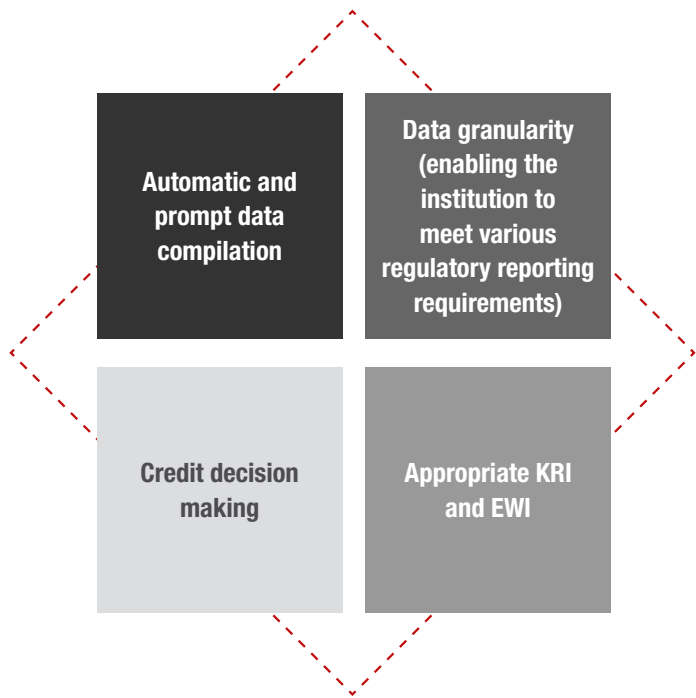 Automatic and
prompt data
compilation
Data granularity
(enabling the
institution to
meet various
regulatory reporting
requirements)
Credit decision
making
Appropriate KRI
and EWI